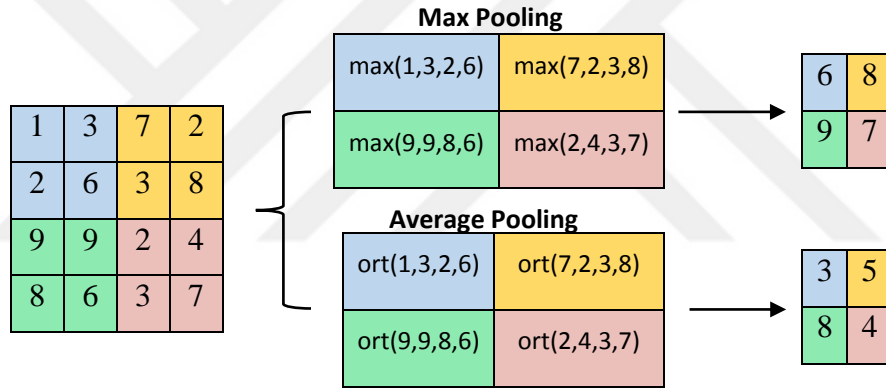 Max Pooling
max(1,3,2,6) max(7,2,3,8)
max(9,9,8,6) max(2,4,3,7)
6 8
9 7
1 3 7 2
2 6 3 8
9 9 2 4
8 6 3 7
Average Pooling
ort(1,3,2,6) ort(7,2,3,8)
ort(9,9,8,6) ort(2,4,3,7)
3 5
8 4